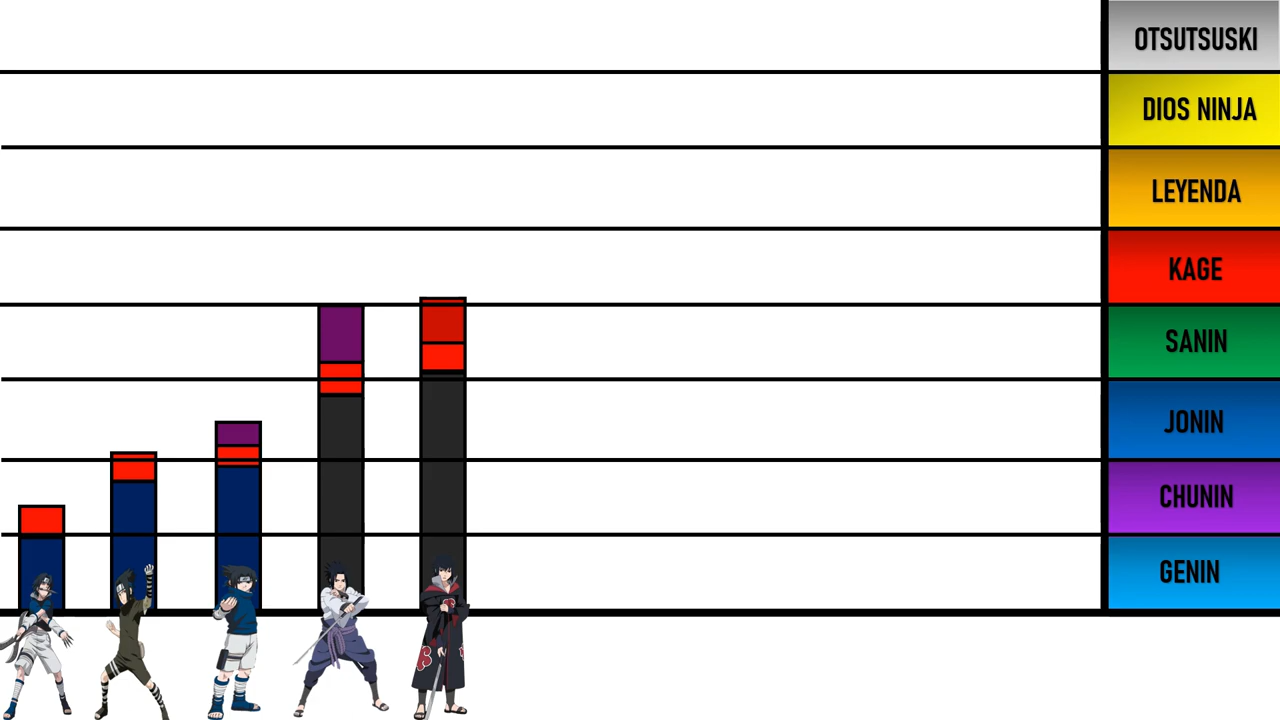 OTSUTSUSKI
DIOS NINJA
LEYENDA
KAGE
SANIN
JONIN
CHUNIN
GENIN